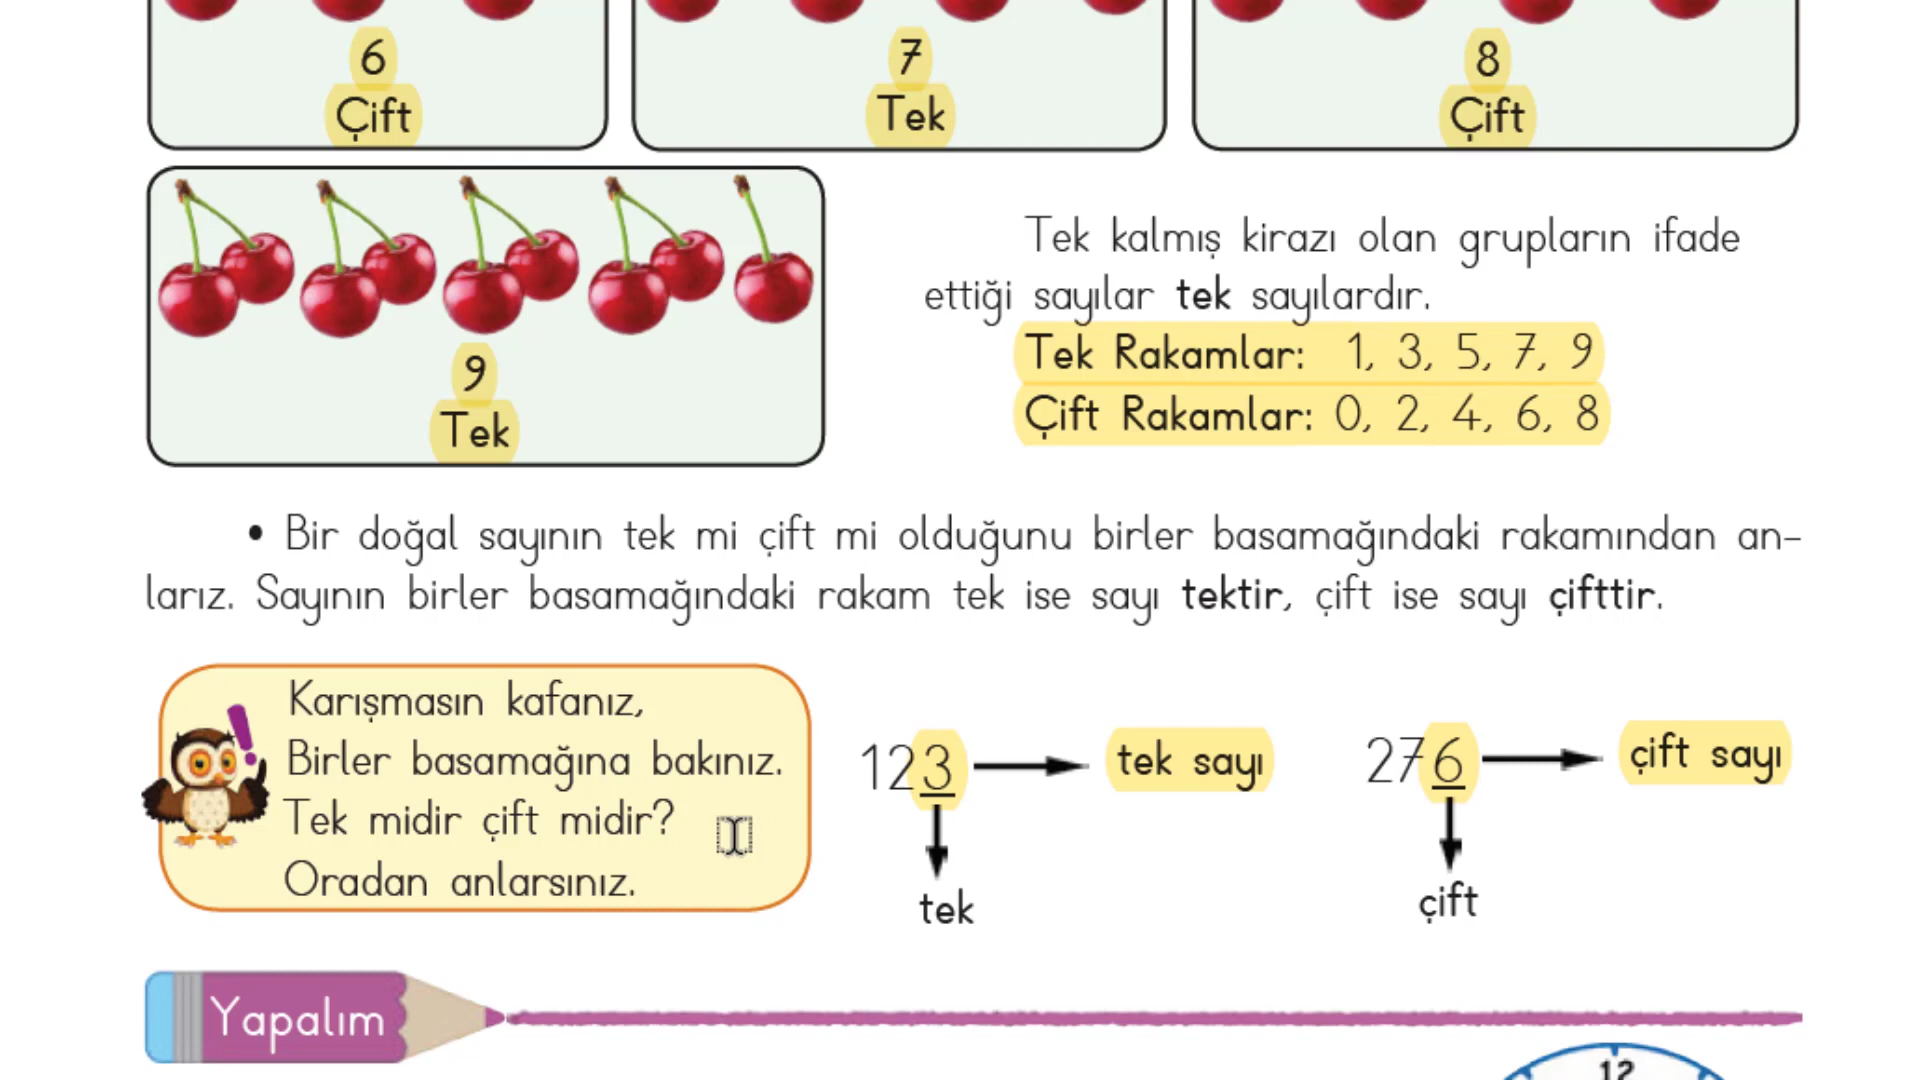 6
Çift
7
Tek
8
Çift
9
Tek
Tek kalmış kirazı olan grupların ifade
ettiği sayılar tek sayılardır.
Tek Rakamlar: 1, 3, 5, 7, 9
Çift Rakamlar: 0, 2, 4, 6, 8
• Bir doğal sayının tek mi çift mi olduğunu birler basamağındaki rakamından an-
larız. Sayının birler basamağındaki rakam tek ise sayı tektir, çift ise sayı çifttir.
Karışmasın kafanız,
Birler basamağına bakınız.
Tek midir çift midir?
Oradan anlarsınız.
123
tek sayı
tek
276
çift sayı
çift
Yapalım
12